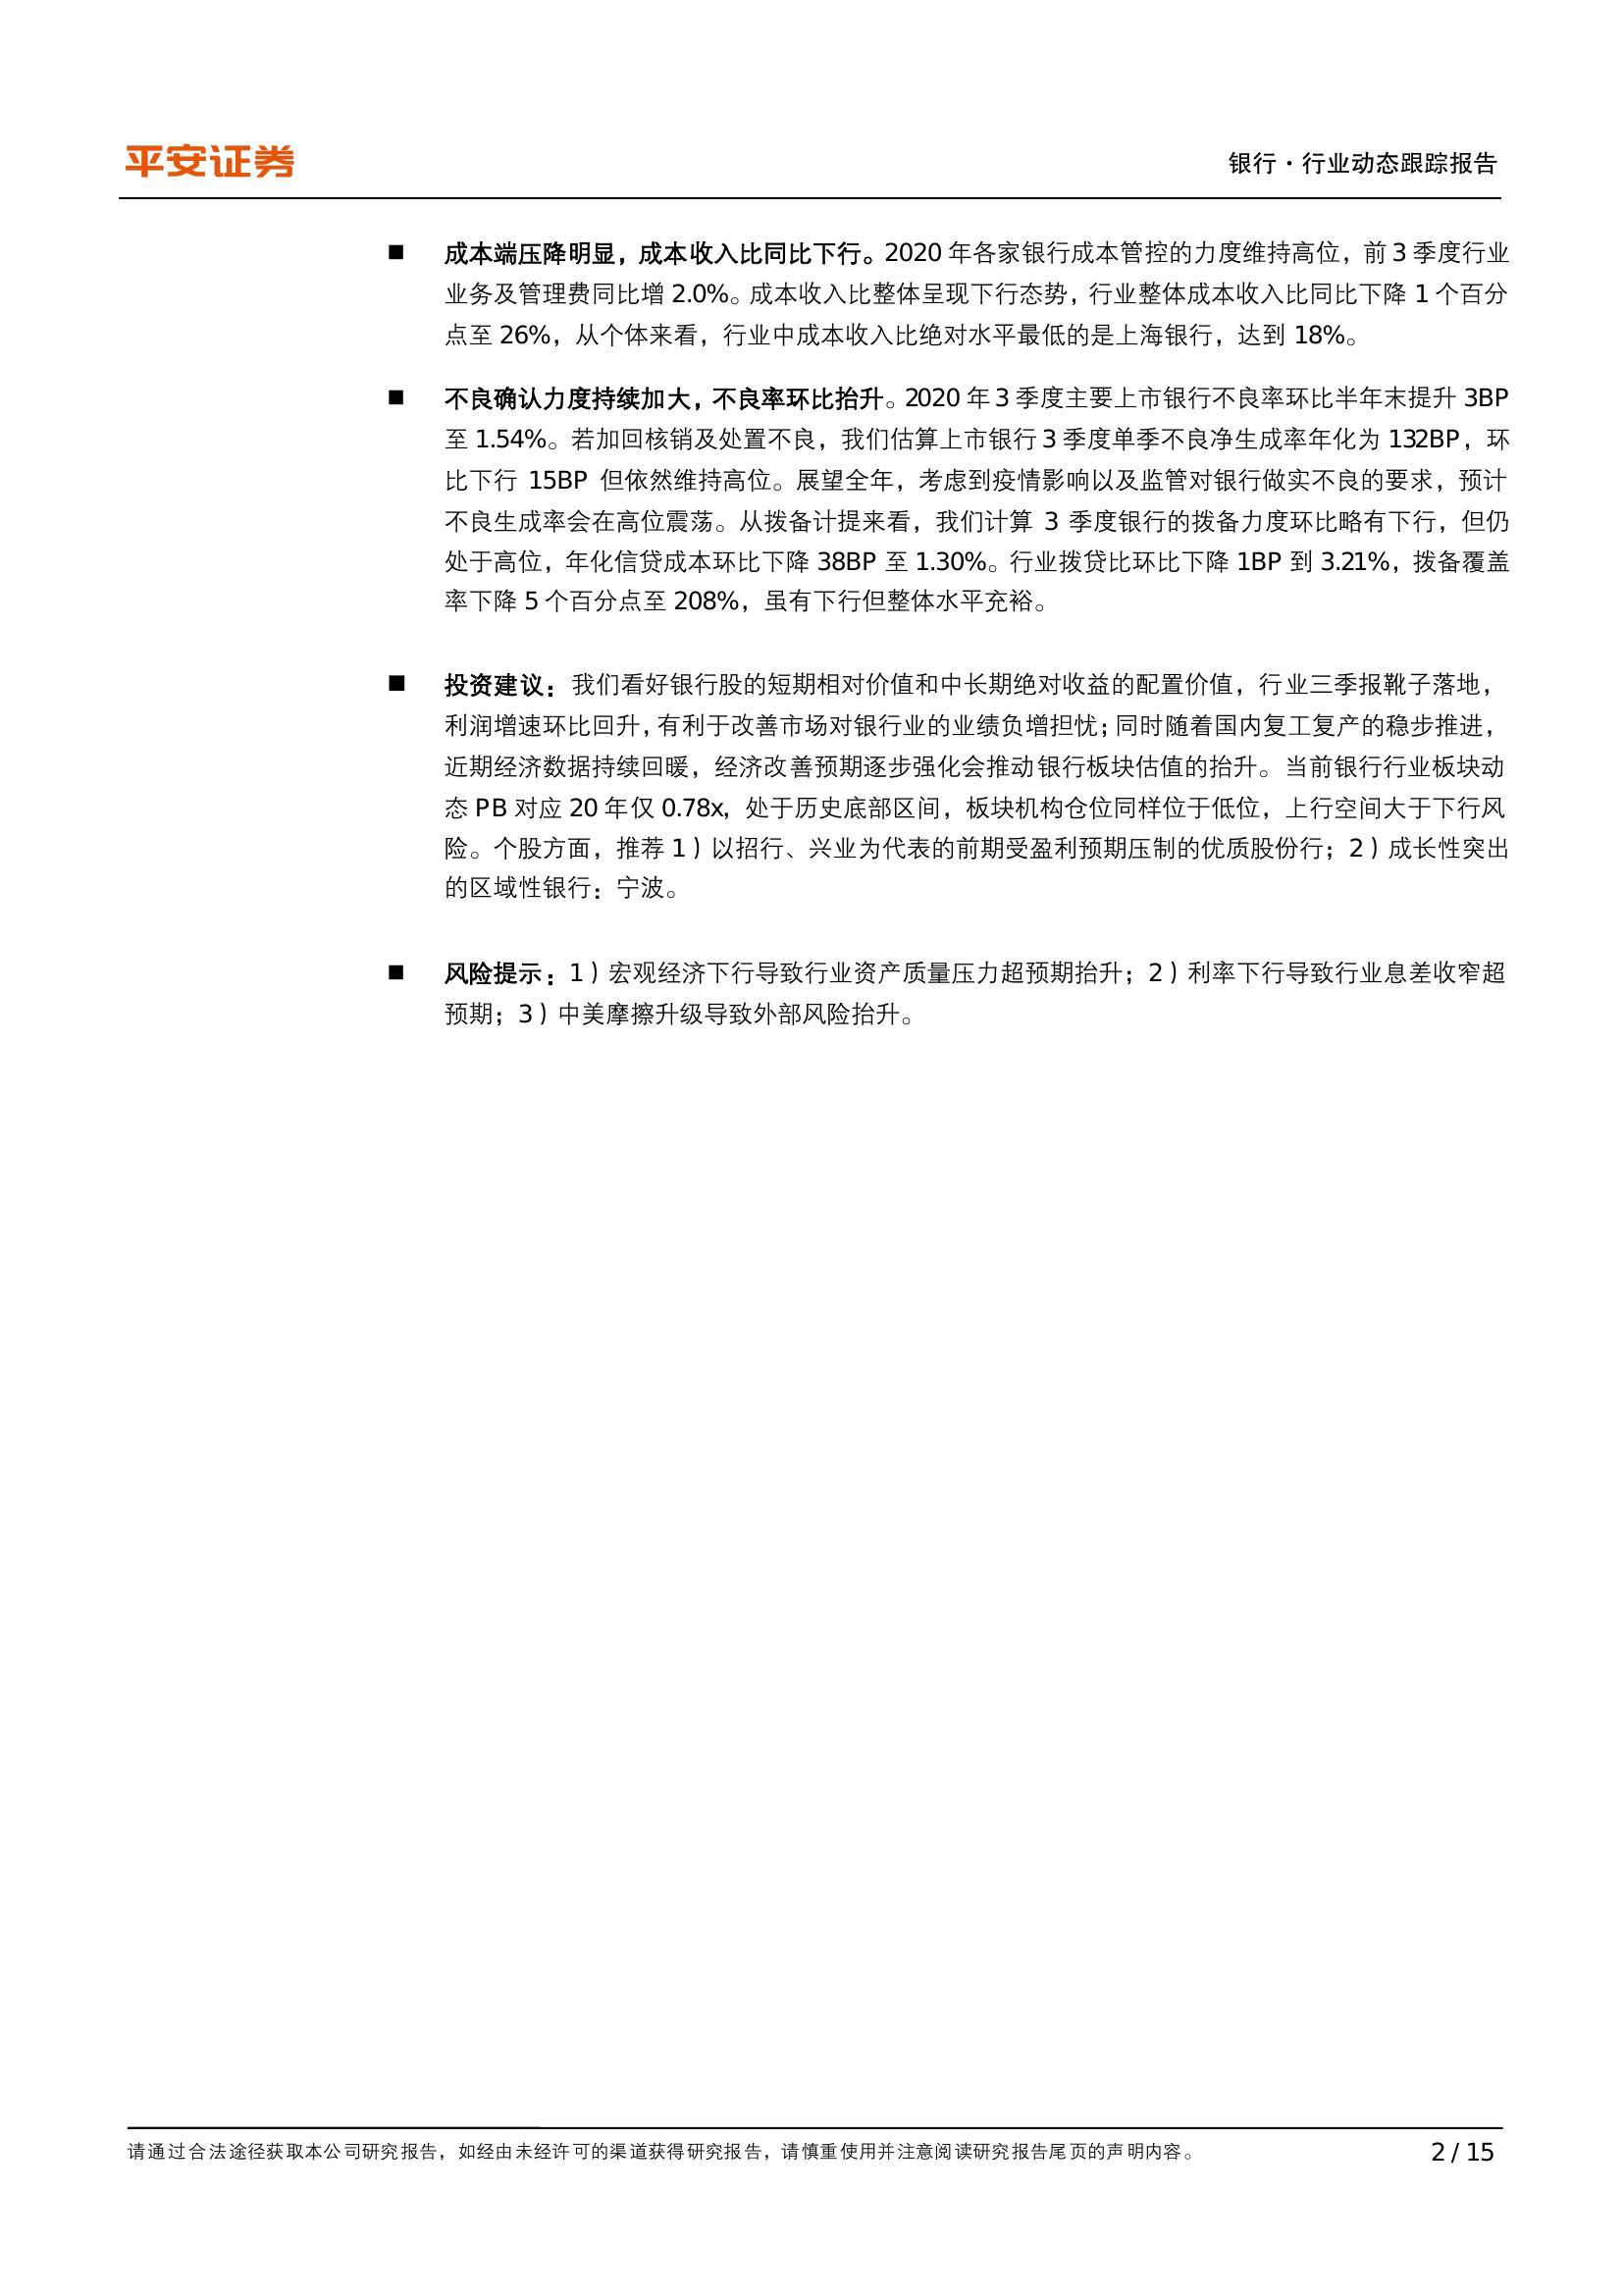 平安证券
银行·行业动态跟踪报告
■ 成本端压降明显，成本收入比同比下行。2020 年各家银行成本管控的力度维持高位，前 3 季度行业
业务及管理费同比增 2.0%。成本收入比整体呈现下行态势，行业整体成本收入比同比下降 1 个百分
点至 26%，从个体来看，行业中成本收入比绝对水平最低的是上海银行，达到 18%。
■ 不良确认力度持续加大，不良率环比抬升。2020 年 3 季度主要上市银行不良率环比半年末提升 3BP
至 1.54%。若加回核销及处置不良，我们估算上市银行 3 季度单季不良净生成率年化为 132BP，环
比下行 15BP 但依然维持高位。展望全年，考虑到疫情影响以及监管对银行做实不良的要求，预计
不良生成率会在高位震荡。从拨备计提来看，我们计算 3 季度银行的拨备力度环比略有下行，但仍
处于高位，年化信贷成本环比下降 38BP 至 1.30%。行业拨贷比环比下降 1BP 到 3.21%，拨备覆盖
率下降 5 个百分点至 208%，虽有下行但整体水平充裕。
■ 投资建议：我们看好银行股的短期相对价值和中长期绝对收益的配置价值，行业三季报靴子落地，
利润增速环比回升，有利于改善市场对银行业的业绩负增担忧；同时随着国内复工复产的稳步推进，
近期经济数据持续回暖，经济改善预期逐步强化会推动银行板块估值的抬升。当前银行行业板块动
态 PB 对应 20 年仅 0.78x，处于历史底部区间，板块机构仓位同样位于低位，上行空间大于下行风
险。个股方面，推荐 1）以招行、兴业为代表的前期受盈利预期压制的优质股份行；2）成长性突出
的区域性银行：宁波。
■ 风险提示：1）宏观经济下行导致行业资产质量压力超预期抬升；2）利率下行导致行业息差收窄超
预期；3）中美摩擦升级导致外部风险抬升。
请通过合法途径获取本公司研究报告，如经由未经许可的渠道获得研究报告，请慎重使用并注意阅读研究报告尾页的声明内容。
2 / 15